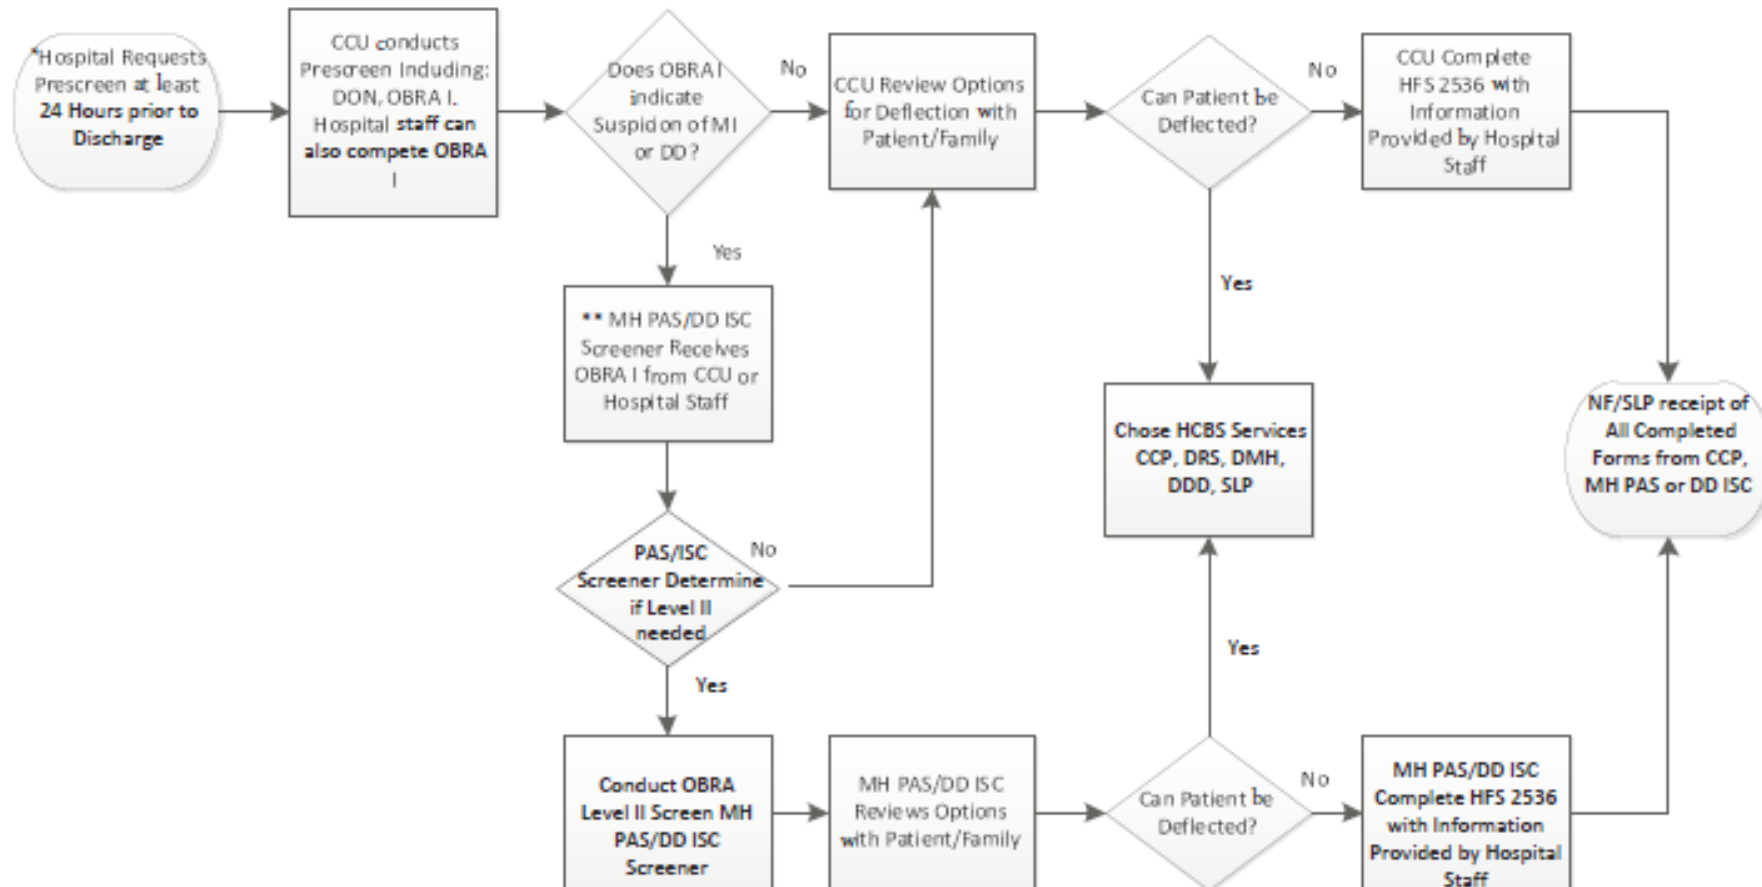 *Hospital Requests
Prescreen at least
24 Hours prior to
Discharge
CCU conducts
Prescreen Including:
DON, OBRA I.
Hospital staff can
also compete OBRA
I
Does OBRA I
indicate
Suspicion of MI
or DD?
No
CCU Review Options
for Deflection with
Patient/Family
Can Patient be
Deflected?
No
CCU Complete
HFS 2536 with
Information
Provided by Hospital
Staff
Yes
Yes
** MH PAS/DD ISC
Screener Receives
OBRA I from CCU or
Hospital Staff
Chose HCBS Services
CCP, DRS, DMH,
DDD, SLP
NF/SLP receipt of
All Completed
Forms from CCP,
MH PAS or DD ISC
PAS/ISC
Screener Determine
if Level II
needed
No
Yes
Yes
Conduct OBRA
Level II Screen MH
PAS/DD ISC
Screener
MH PAS/DD ISC
Reviews Options
with Patient/Family
Can Patient be
Deflected?
No
MH PAS/DD ISC
Complete HFS 2536
with Information
Provided by Hospital
Staff